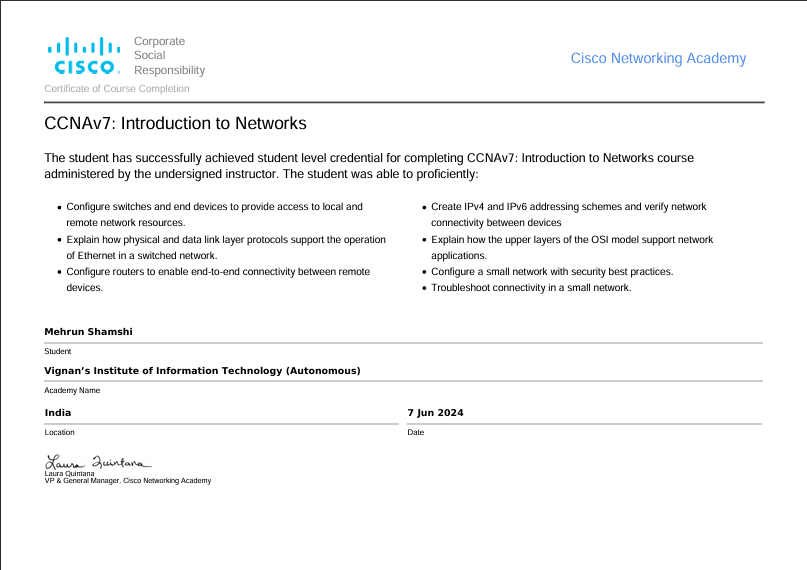 Corporate
Social
Responsibility
CISCO
Cisco Networking Academy
Certificate of Course Completion
CCNAv7: Introduction to Networks
The student has successfully achieved student level credential for completing CCNAv7: Introduction to Networks course
administered by the undersigned instructor. The student was able to proficiently:
• Configure switches and end devices to provide access to local and
remote network resources.
• Explain how physical and data link layer protocols support the operation
of Ethernet in a switched network.
• Configure routers to enable end-to-end connectivity between remote
devices.
• Create IPv4 and IPv6 addressing schemes and verify network
connectivity between devices
• Explain how the upper layers of the OSI model support network
applications.
• Configure a small network with security best practices.
• Troubleshoot connectivity in a small network.
Mehrun Shamshi
Student
Vignan's Institute of Information Technology (Autonomous)
Academy Name
India
Location
7 Jun 2024
Date
Laura Quintana
Laura Quintana
VP & General Manager, Cisco Networking Academy